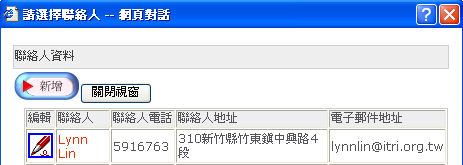 請選擇聯絡人 -- 網頁對話
聯絡人資料
新增 關閉視窗
編輯 聯絡人 聯絡人電話 聯絡人地址 電子郵件地址
Lynn 5916763 310新竹縣竹東鎮中興路4 lynnlin@itri.org.tw
Lin 段